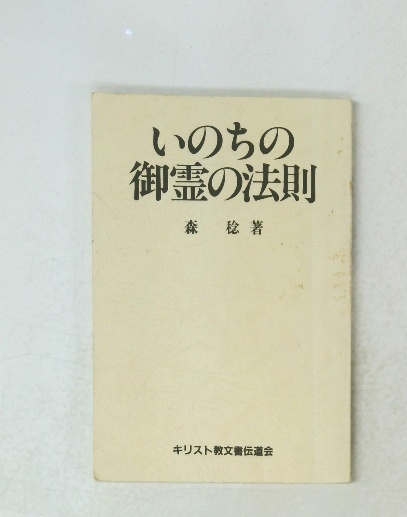 いのちの
御霊の法則
森 稔 著
キリスト教文書伝道会